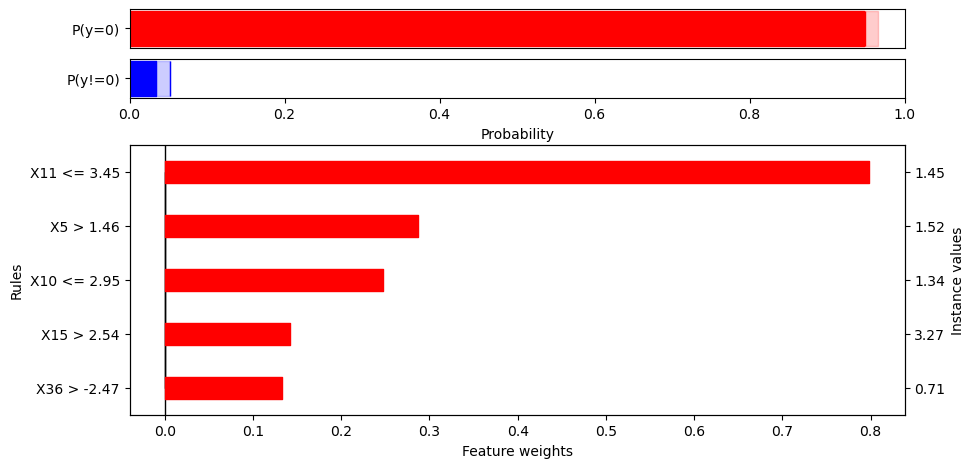 P(y=0)
P(y!=0)
0.0 0.2 0.4 0.6 0.8 1.0
Probability
Rules
X11 <= 3.45 1.45
X5 > 1.46 1.52
X10 <= 2.95 1.34
X15 > 2.54 3.27
X36 > -2.47 0.71
Instance values
0.0 0.1 0.2 0.3 0.4 0.5 0.6 0.7 0.8
Feature weights